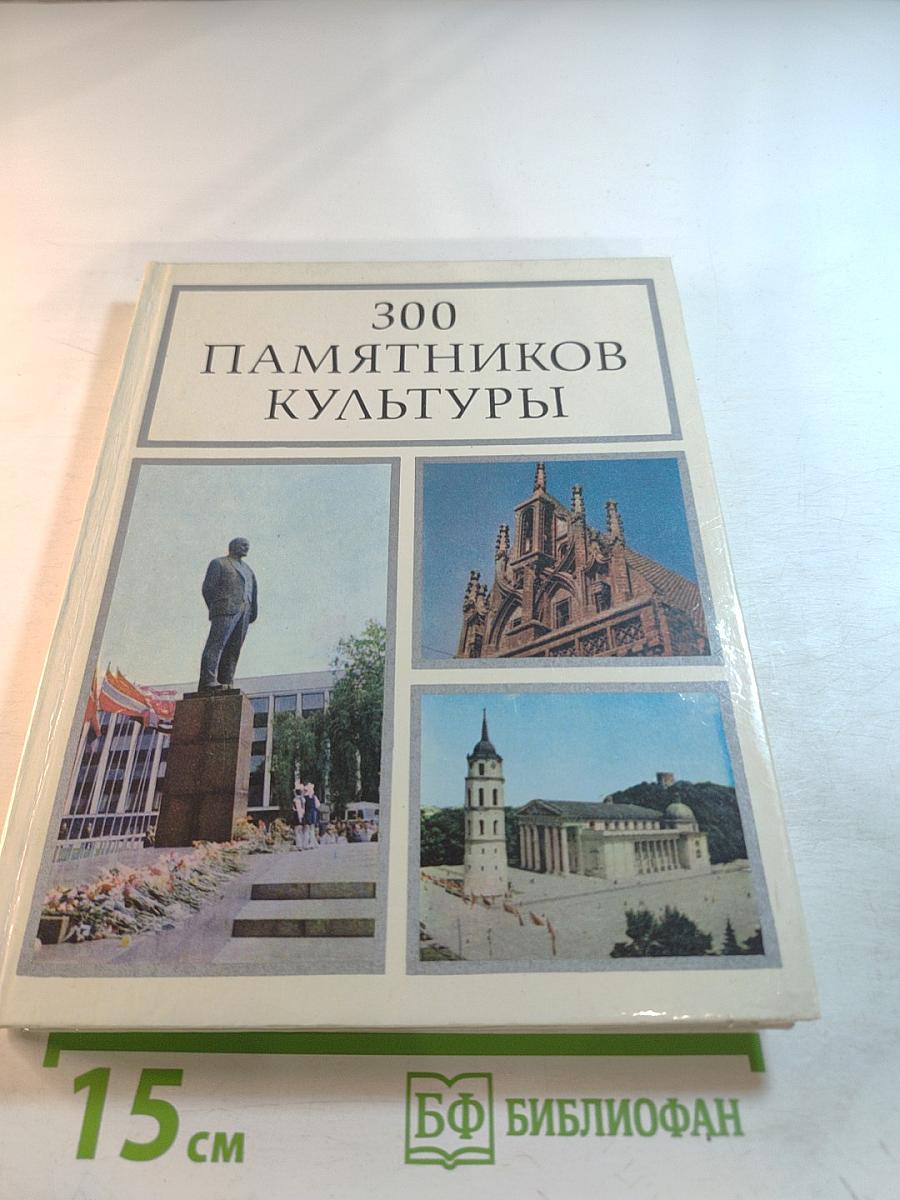 300
ПАМЯТНИКОВ
КУЛЬТУРЫ
15 см
БФ БИБЛИОФАН